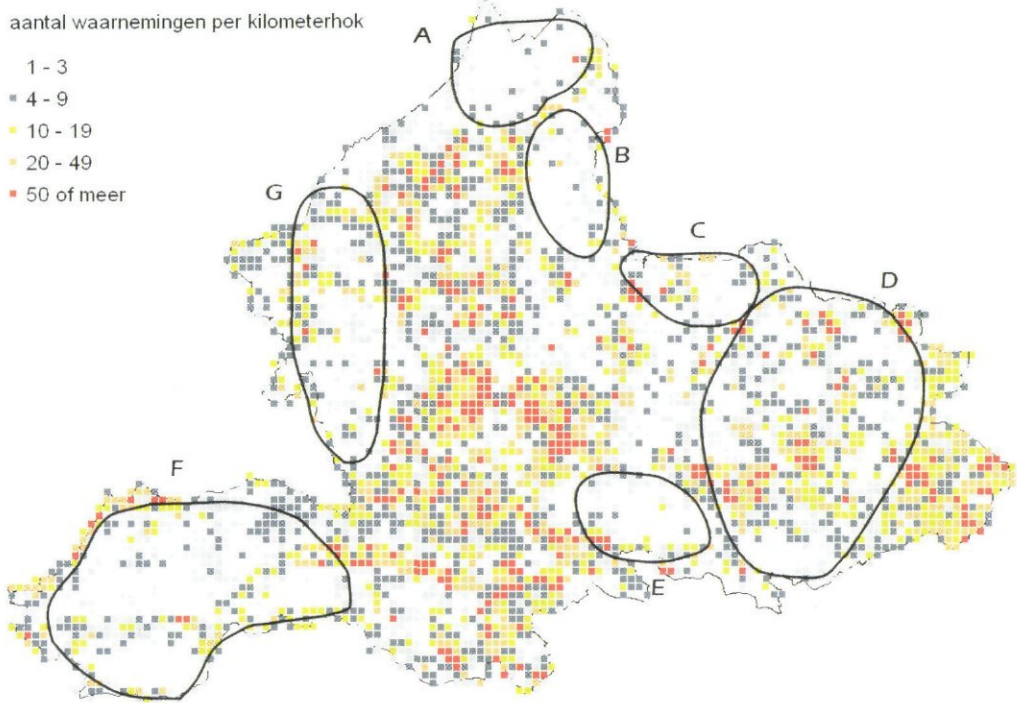 aantal waarnemingen per kilometerhok
1 - 3
4 - 9
10 - 19
20 - 49
50 of meer
A
B
G
C
D
F
E